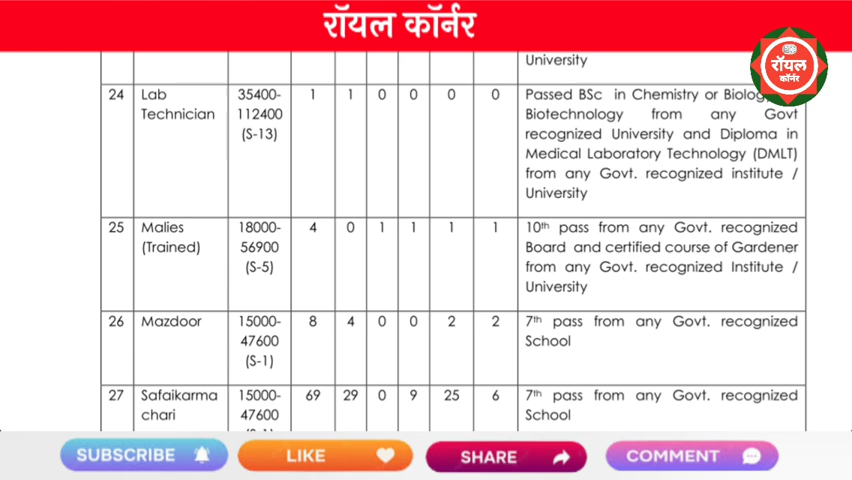 रॉयल कॉर्नर
रॉयल
कॉर्नर
University
24 Lab Technician 35400-112400 (S-13) 1 1 0 0 0 0 Passed BSc in Chemistry or
Biotechnology from any Govt
recognized University and Diploma in
Medical Laboratory Technology (DMLT)
from any Govt. recognized institute /
University
25 Malies (Trained) 18000-56900 (S-5) 4 0 1 1 1 1 10th pass from any Govt. recognized
Board and certified course of Gardener
from any Govt. recognized Institute /
University
26 Mazdoor 15000-47600 (S-1) 8 4 0 0 2 2 7th pass from any Govt. recognized
School
27 Safaikarmachari 15000-47600 69 29 0 9 25 6 7th pass from any Govt. recognized
School
SUBSCRIBE LIKE SHARE COMMENT